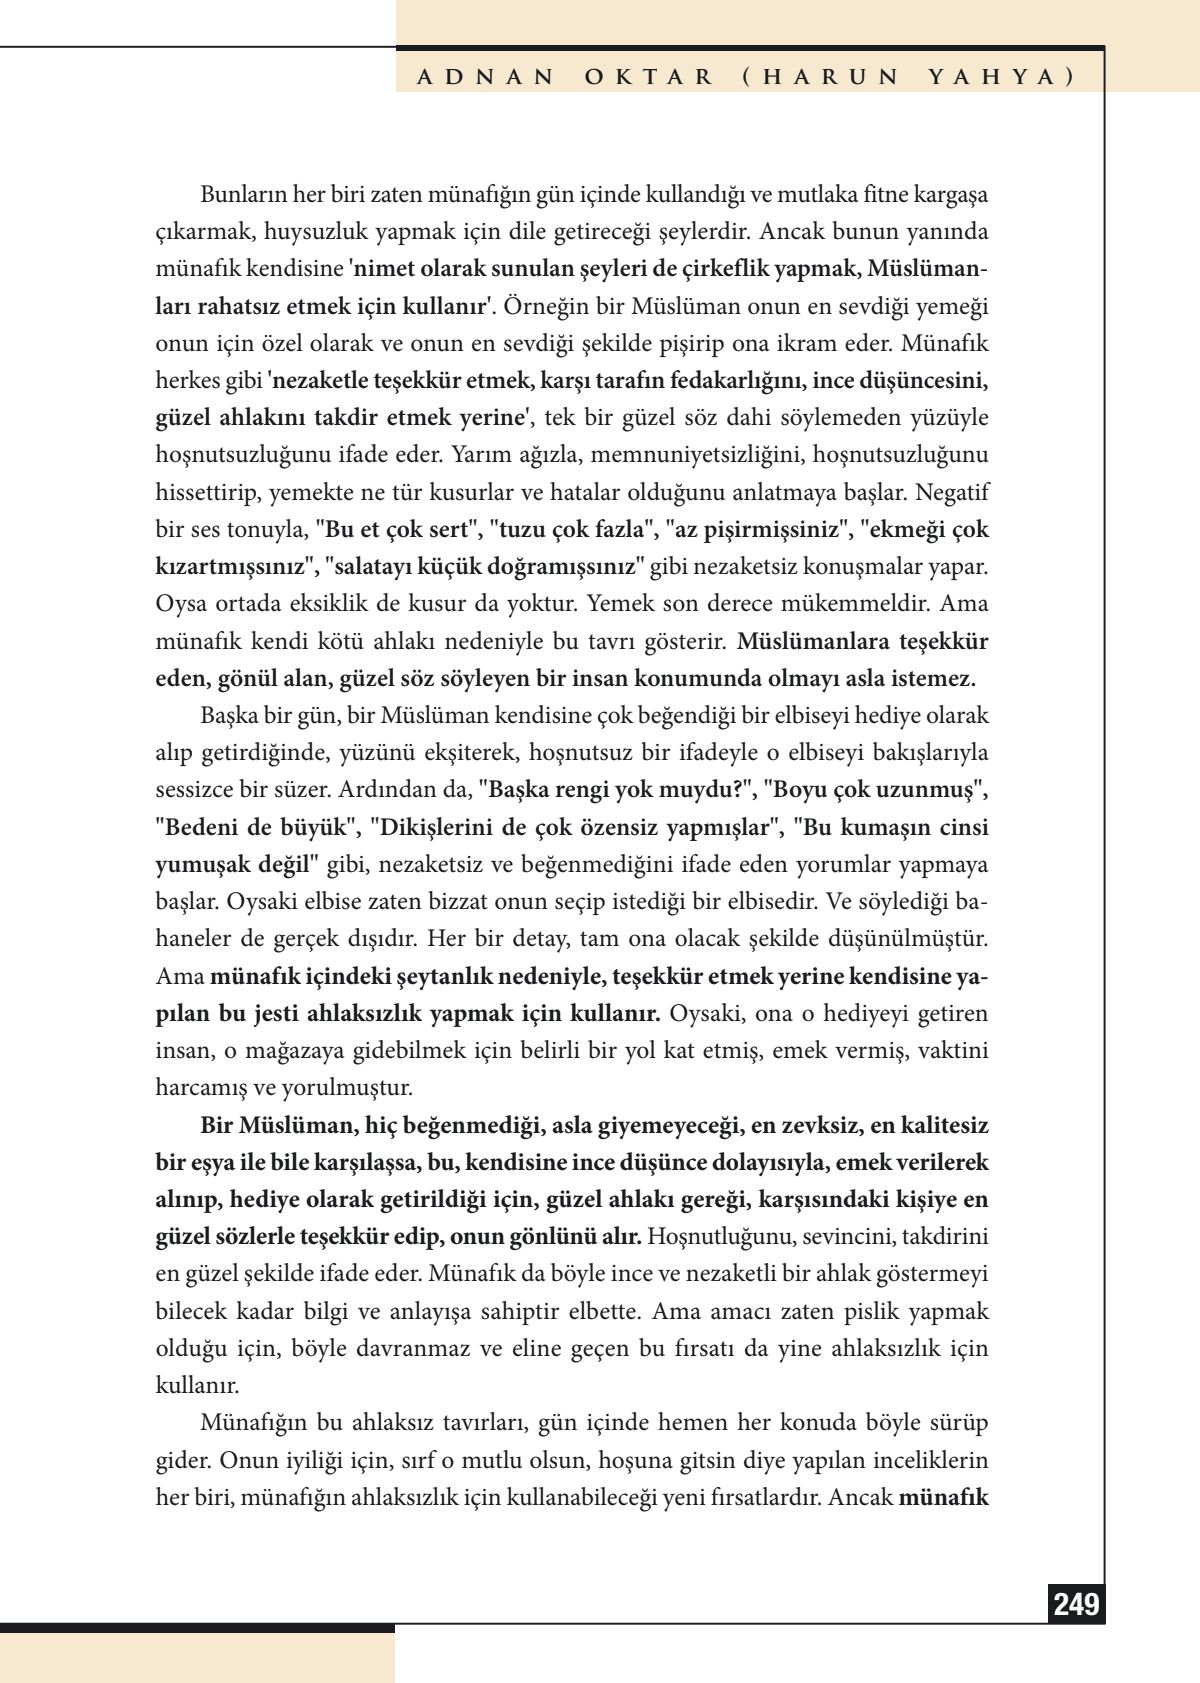 ADNAN OKTAR (HARUN YAHYA)
Bunların her biri zaten münafığın gün içinde kullandığı ve mutlaka fitne kargaşa
çıkarmak, huysuzluk yapmak için dile getireceği şeylerdir. Ancak bunun yanında
münafık kendisine 'nimet olarak sunulan şeyleri de çirkeflik yapmak, Müslüman-
ları rahatsız etmek için kullanır'. Örneğin bir Müslüman onun en sevdiği yemeği
onun için özel olarak ve onun en sevdiği şekilde pişirip ona ikram eder. Münafık
herkes gibi 'nezaketle teşekkür etmek, karşı tarafın fedakarlığını, ince düşüncesini,
güzel ahlakını takdir etmek yerine', tek bir güzel söz dahi söylemeden yüzüyle
hoşnutsuzluğunu ifade eder. Yarım ağızla, memnuniyetsizliğini, hoşnutsuzluğunu
hissettirip, yemekte ne tür kusurlar ve hatalar olduğunu anlatmaya başlar. Negatif
bir ses tonuyla, "Bu et çok sert", "tuzu çok fazla", "az pişirmişsiniz", "ekmeği çok
kızartmışsınız", "salatayı küçük doğramışsınız" gibi nezaketsiz konuşmalar yapar.
Oysa ortada eksiklik de kusur da yoktur. Yemek son derece mükemmeldir. Ama
münafık kendi kötü ahlakı nedeniyle bu tavrı gösterir. Müslümanlara teşekkür
eden, gönül alan, güzel söz söyleyen bir insan konumunda olmayı asla istemez.
Başka bir gün, bir Müslüman kendisine çok beğendiği bir elbiseyi hediye olarak
alıp getirdiğinde, yüzünü ekşiterek, hoşnutsuz bir ifadeyle o elbiseyi bakışlarıyla
sessizce bir süzer. Ardından da, "Başka rengi yok muydu?", "Boyu çok uzunmuş",
"Bedeni de büyük", "Dikişlerini de çok özensiz yapmışlar", "Bu kumaşın cinsi
yumuşak değil" gibi, nezaketsiz ve beğenmediğini ifade eden yorumlar yapmaya
başlar. Oysaki elbise zaten bizzat onun seçip istediği bir elbisedir. Ve söylediği ba-
haneler de gerçek dışıdır. Her bir detay, tam ona olacak şekilde düşünülmüştür.
Ama münafık içindeki şeytanlık nedeniyle, teşekkür etmek yerine kendisine ya-
pılan bu jesti ahlaksızlık yapmak için kullanır. Oysaki, ona o hediyeyi getiren
insan, o mağazaya gidebilmek için belirli bir yol kat etmiş, emek vermiş, vaktini
harcamış ve yorulmuştur.
Bir Müslüman, hiç beğenmediği, asla giyemeyeceği, en zevksiz, en kalitesiz
bir eşya ile bile karşılaşsa, bu, kendisine ince düşünce dolayısıyla, emek verilerek
alınıp, hediye olarak getirildiği için, güzel ahlakı gereği, karşısındaki kişiye en
güzel sözlerle teşekkür edip, onun gönlünü alır. Hoşnutluğunu, sevincini, takdirini
en güzel şekilde ifade eder. Münafık da böyle ince ve nezaketli bir ahlak göstermeyi
bilecek kadar bilgi ve anlayışa sahiptir elbette. Ama amacı zaten pislik yapmak
olduğu için, böyle davranmaz ve eline geçen bu fırsatı da yine ahlaksızlık için
kullanır.
Münafığın bu ahlaksız tavırları, gün içinde hemen her konuda böyle sürüp
gider. Onun iyiliği için, sırf o mutlu olsun, hoşuna gitsin diye yapılan inceliklerin
her biri, münafığın ahlaksızlık için kullanabileceği yeni fırsatlardır. Ancak münafık
249